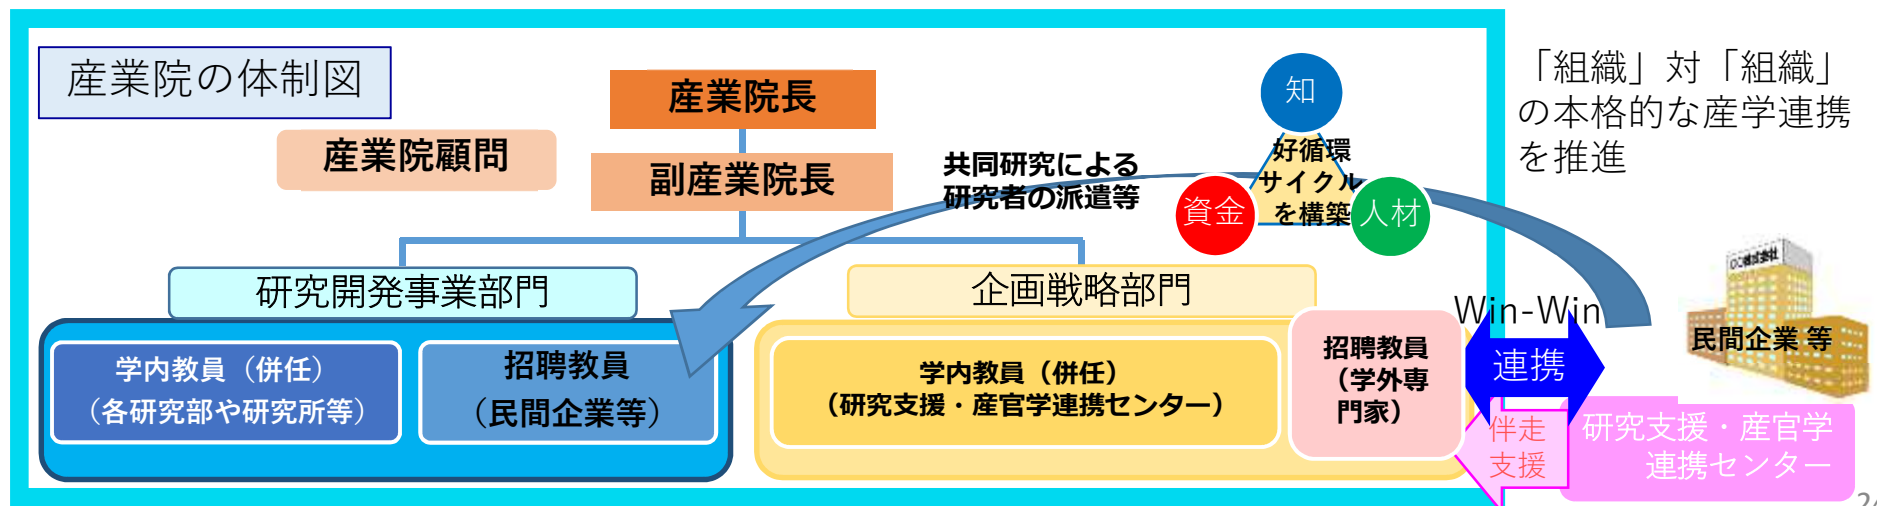 産業院の体制図
産業院長
産業院顧問
副産業院長
共同研究による
研究者の派遣等
知
好循環
サイクル
を構築
資金
人材
「組織」対「組織」
の本格的な産学連携
を推進
研究開発事業部門
企画戦略部門
学内教員（併任）
（各研究部や研究所等）
招聘教員
（民間企業等）
学内教員（併任）
（研究支援・産官学連携センター）
招聘教員
（学外専
門家）
Win-Win
連携
民間企業 等
伴走
支援
研究支援・産官学
連携センター